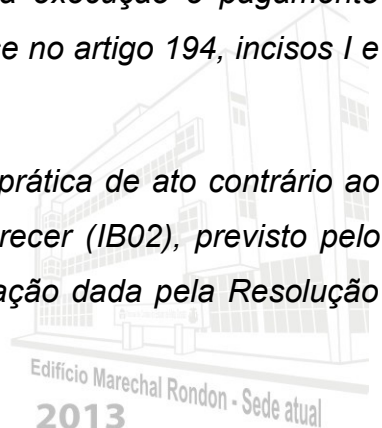 execução e pagamento
e no artigo 194, incisos I e
prática de ato contrário ao
recer (IB02), previsto pelo
ação dada pela Resolução
Edifício Marechal Rondon - Sede atual
2013